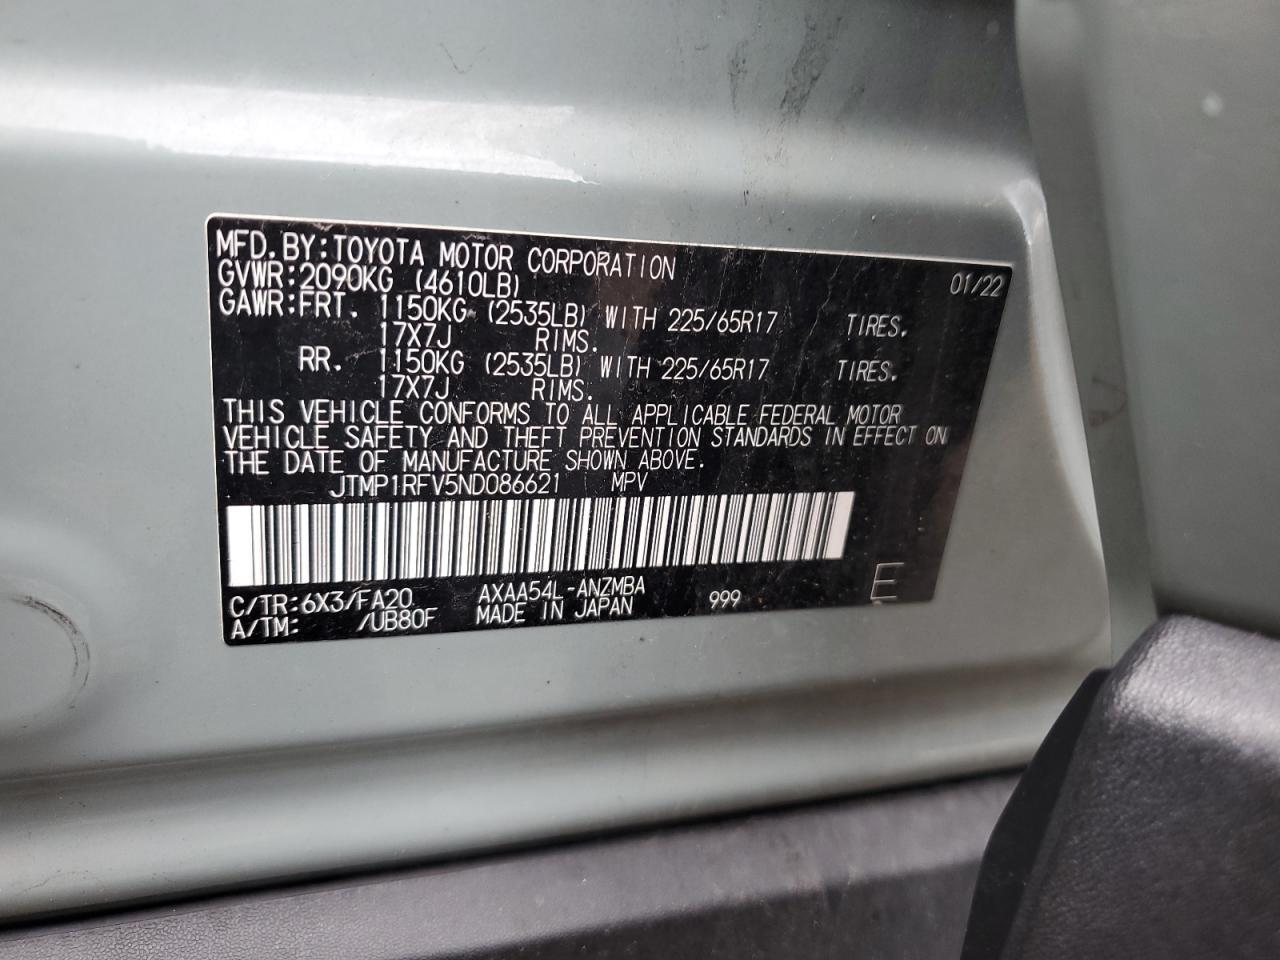 MFD.BY:TOYOTA MOTOR CORPORATION 01/22
GVWR:2090KG (4610LB)
GAWR:FRT. 1150KG (2535LB) WITH 225/65R17 TIRES.
17X7J RIMS.
RR. 1150KG (2535LB) WITH 225/65R17 TIRES.
17X7J RIMS.
THIS VEHICLE CONFORMS TO ALL APPLICABLE FEDERAL MOTOR
VEHICLE SAFETY AND THEFT PREVENTION STANDARDS IN EFFECT ON
THE DATE OF MANUFACTURE SHOWN ABOVE.
JTMP1RFV5ND086621 MPV
C/TR:6X3/FA20 AXAA54L-ANZMBA 999 E
A/TM: /UB80F MADE IN JAPAN